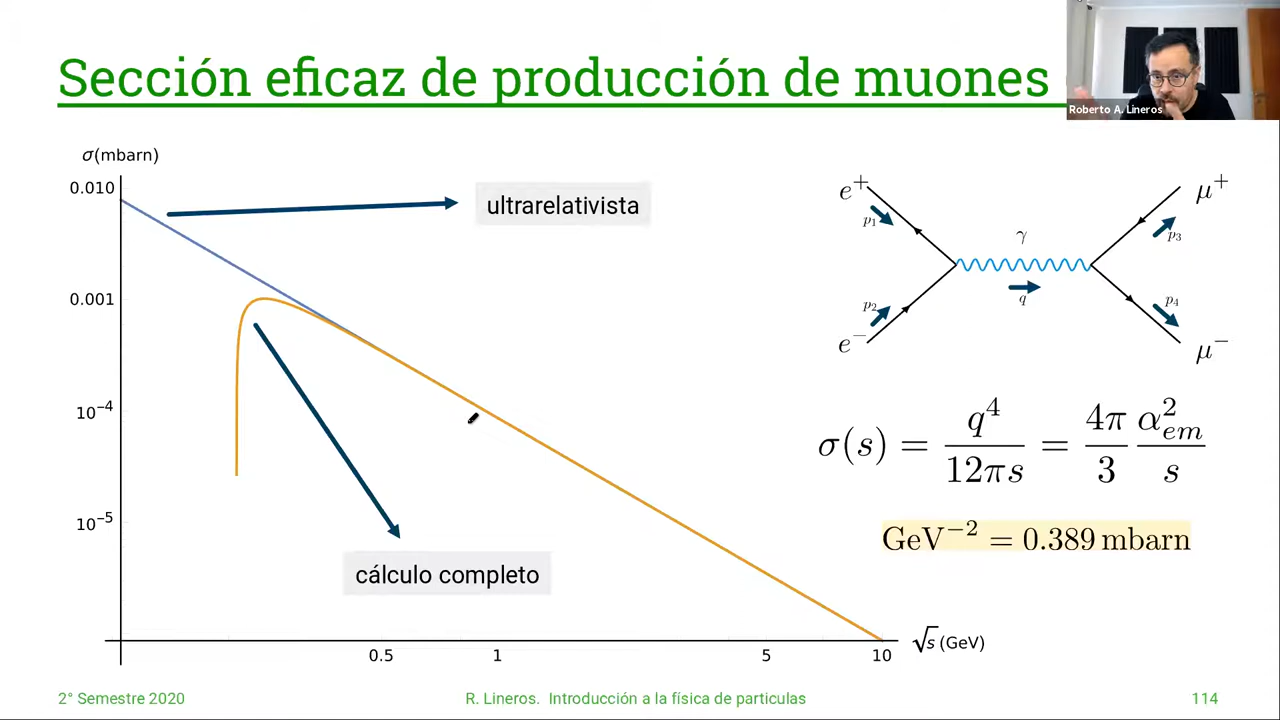 Sección eficaz de producción de muones
Roberto A. Lineros
σ(mbarn)
0.010
0.001
10⁻⁴
10⁻⁵
ultrarelativista
cálculo completo
0.5
1
5
10
√s (GeV)
e⁺
p₁
μ⁺
p₃
γ
q
p₂
e⁻
p₄
μ⁻
σ(s) = q⁴/12πs = 4π/3 α²ₑₘ/s
GeV⁻² = 0.389 mbarn
2° Semestre 2020
R. Lineros. Introducción a la física de particulas
114